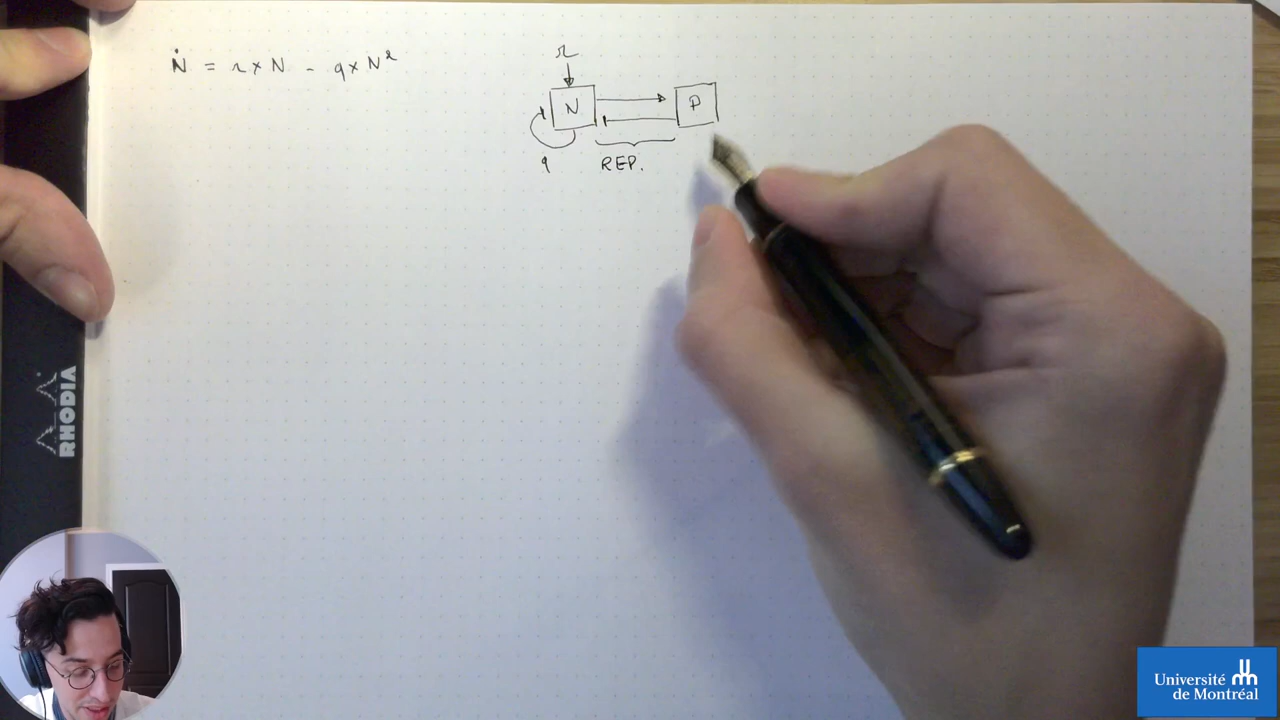 Ṅ = r × N - q × N²
r
N
P
q
REP.
RHODIA
Université
de Montréal